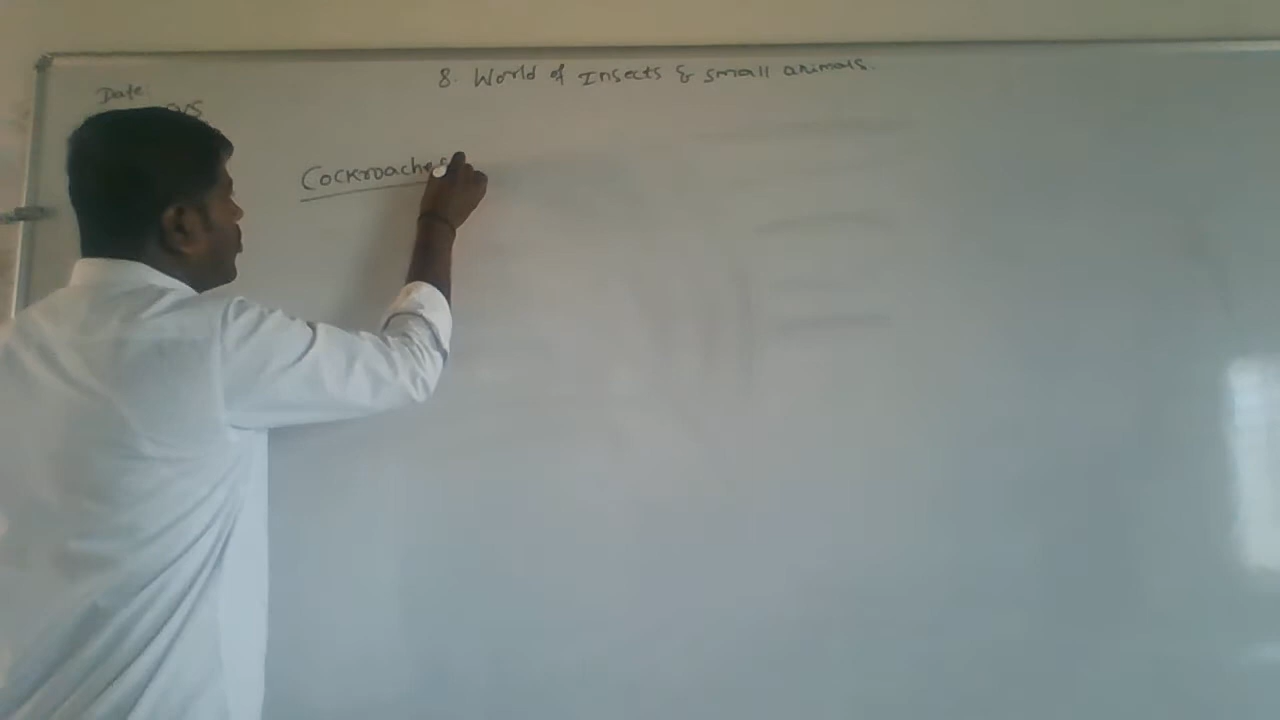 8. World of Insects & small animals.
Date
Cockroaches